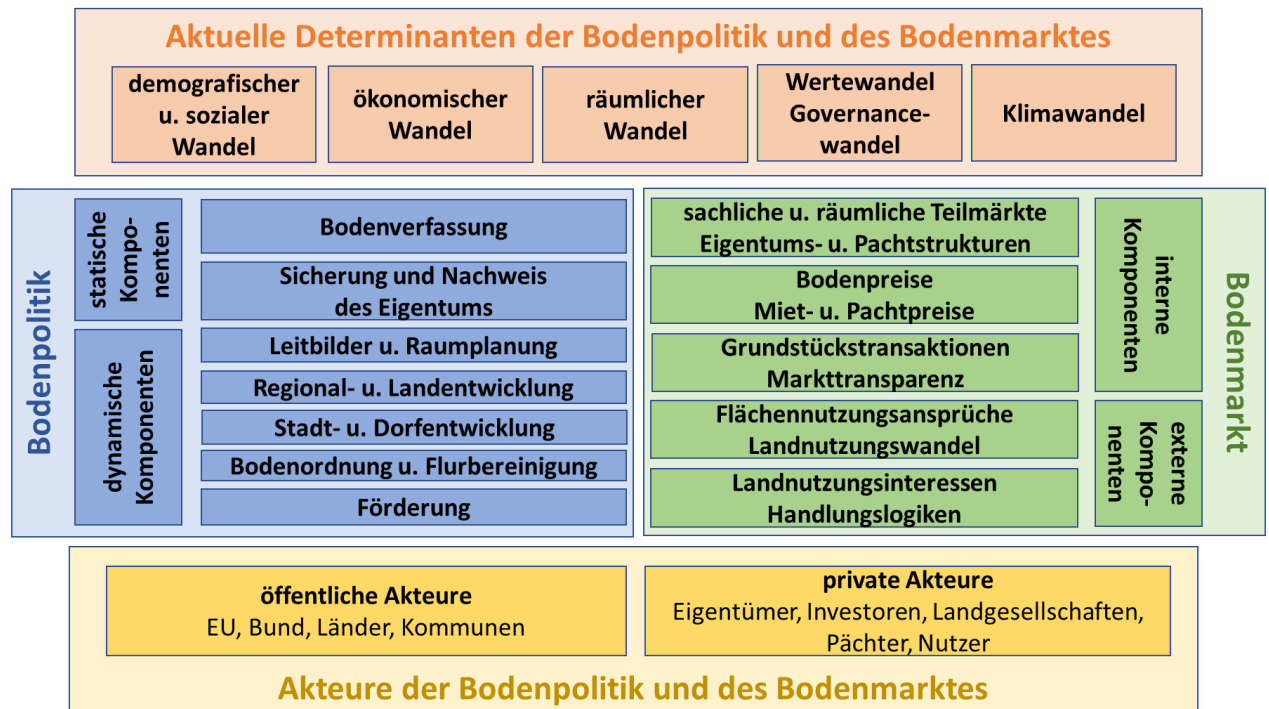 Aktuelle Determinanten der Bodenpolitik und des Bodenmarktes
demografischer
u. sozialer
Wandel
ökonomischer
Wandel
räumlicher
Wandel
Wertewandel
Governance-
wandel
Klimawandel
Bodenpolitik
statische
Kompo-
nenten
Bodenverfassung
Sicherung und Nachweis
des Eigentums
dynamische
Komponenten
Leitbilder u. Raumplanung
Regional- u. Landentwicklung
Stadt- u. Dorfentwicklung
Bodenordnung u. Flurbereinigung
Förderung
sachliche u. räumliche Teilmärkte
Eigentums- u. Pachtstrukturen
Bodenpreise
Miet- u. Pachtpreise
Grundstückstransaktionen
Markttransparenz
interne
Komponenten
Flächennutzungsansprüche
Landnutzungswandel
Landnutzungsinteressen
Handlungslogiken
externe
Kompo-
nenten
Bodenmarkt
öffentliche Akteure
EU, Bund, Länder, Kommunen
private Akteure
Eigentümer, Investoren, Landgesellschaften,
Pächter, Nutzer
Akteure der Bodenpolitik und des Bodenmarktes